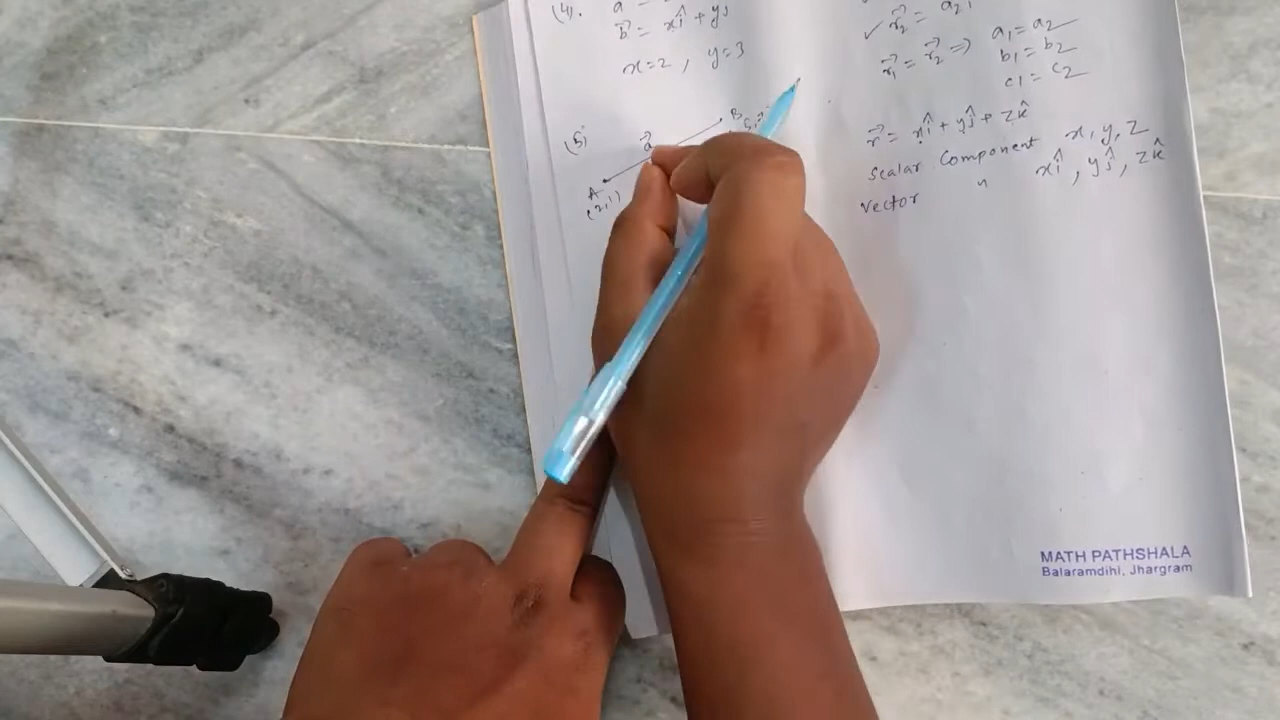 (4). a⃗ =
b⃗ = xî + yĵ
x=2, y=3
(5)
a⃗
A
(2,1)
B
✓ r⃗₂ = a₂î
r⃗₁ = r⃗₂ ⇒ a₁=a₂
b₁=b₂
c₁=c₂
r⃗ = xî + yĵ + zk̂
scalar component x, y, z
vector " xî, yĵ, zk̂
MATH PATHSHALA
Balaramdihi, Jhargram